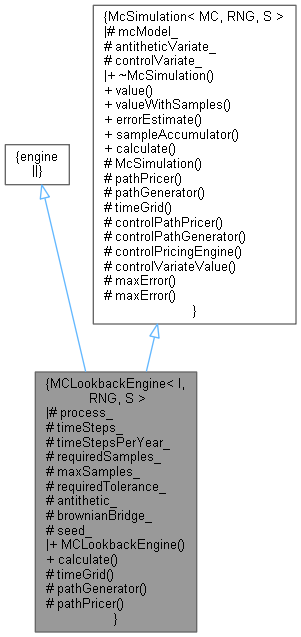 {McSimulation< MC, RNG, S >
|# mcModel_
# antitheticVariate_
# controlVariate_
|+ ~McSimulation()
+ value()
+ valueWithSamples()
+ errorEstimate()
+ sampleAccumulator()
+ calculate()
# McSimulation()
# pathPricer()
# pathGenerator()
# timeGrid()
# controlPathPricer()
# controlPathGenerator()
# controlPricingEngine()
# controlVariateValue()
# maxError()
# maxError()
}
{engine
||}
{MCLookbackEngine< I,
RNG, S >
|# process_
# timeSteps_
# timeStepsPerYear_
# requiredSamples_
# maxSamples_
# requiredTolerance_
# antithetic_
# brownianBridge_
# seed_
|+ MCLookbackEngine()
+ calculate()
# timeGrid()
# pathGenerator()
# pathPricer()
}